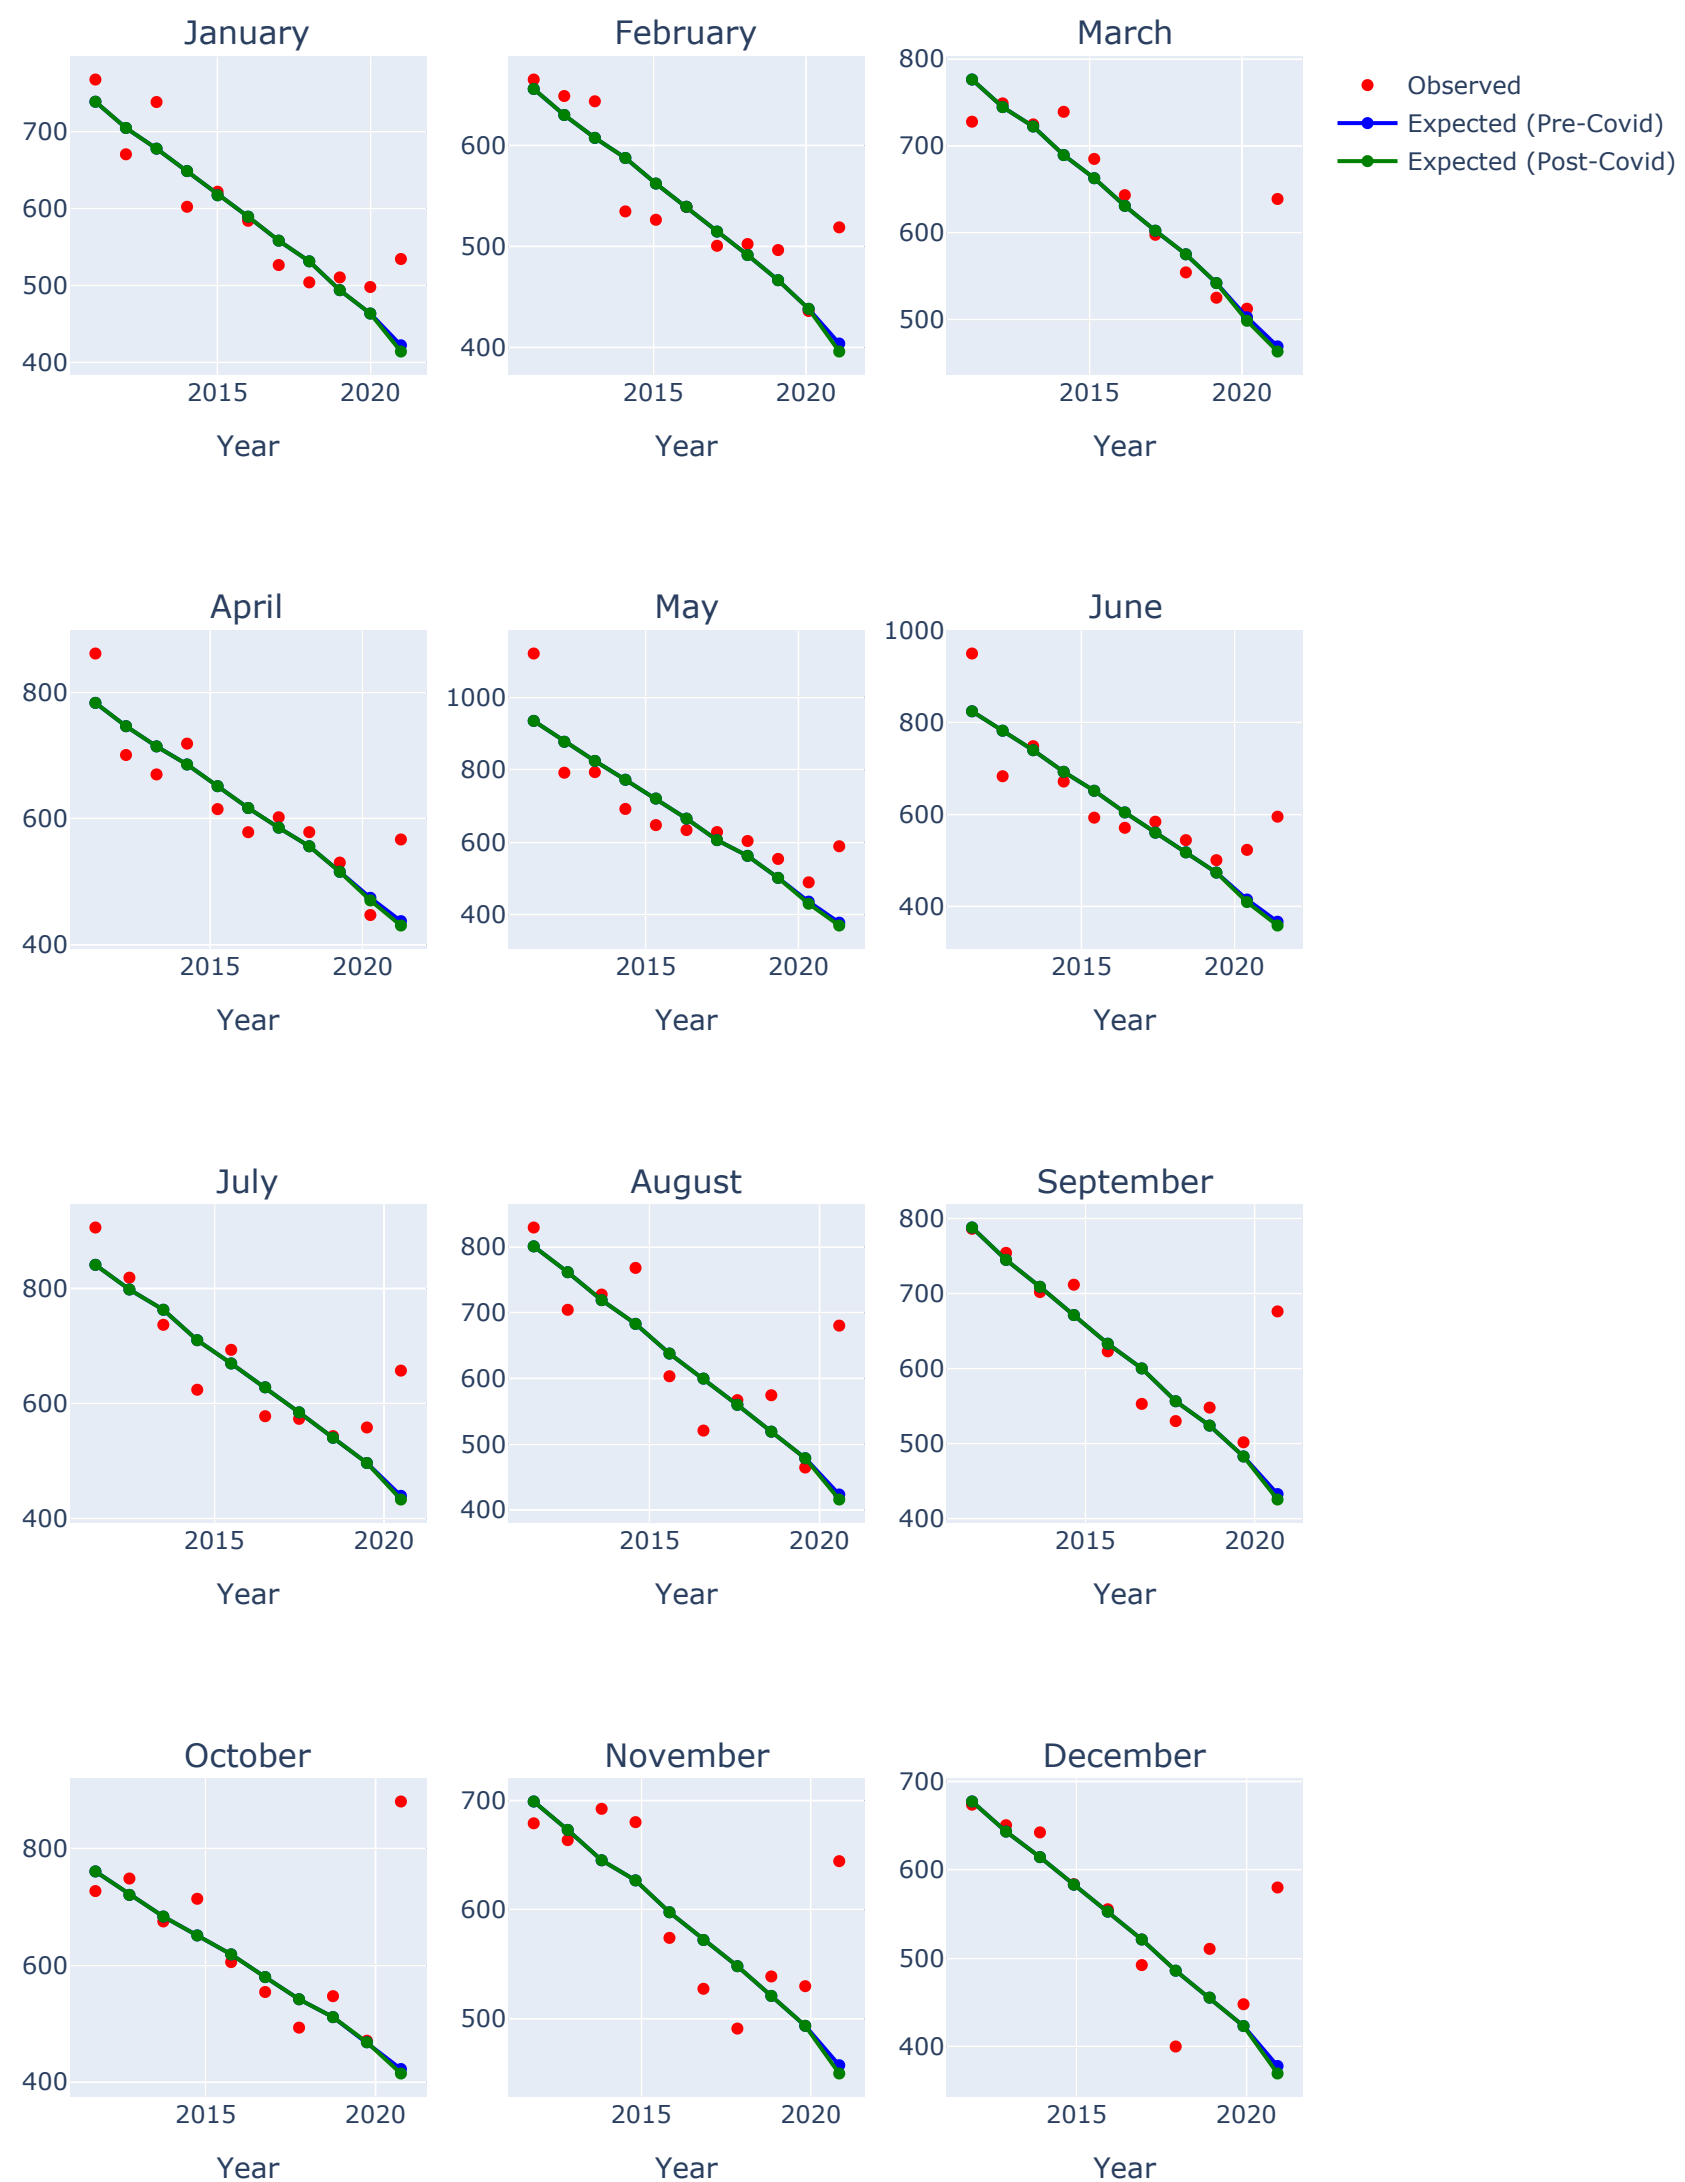 January
February
March
Observed
Expected (Pre-Covid)
Expected (Post-Covid)
700
600
500
400
600
500
400
800
700
600
500
2015
2020
2015
2020
2015
2020
Year
Year
Year
April
May
June
800
600
400
1000
800
600
400
1000
800
600
400
2015
2020
2015
2020
2015
2020
Year
Year
Year
July
August
September
800
600
400
800
700
600
500
400
800
700
600
500
400
2015
2020
2015
2020
2015
2020
Year
Year
Year
October
November
December
800
600
400
700
600
500
700
600
500
400
2015
2020
2015
2020
2015
2020
Year
Year
Year